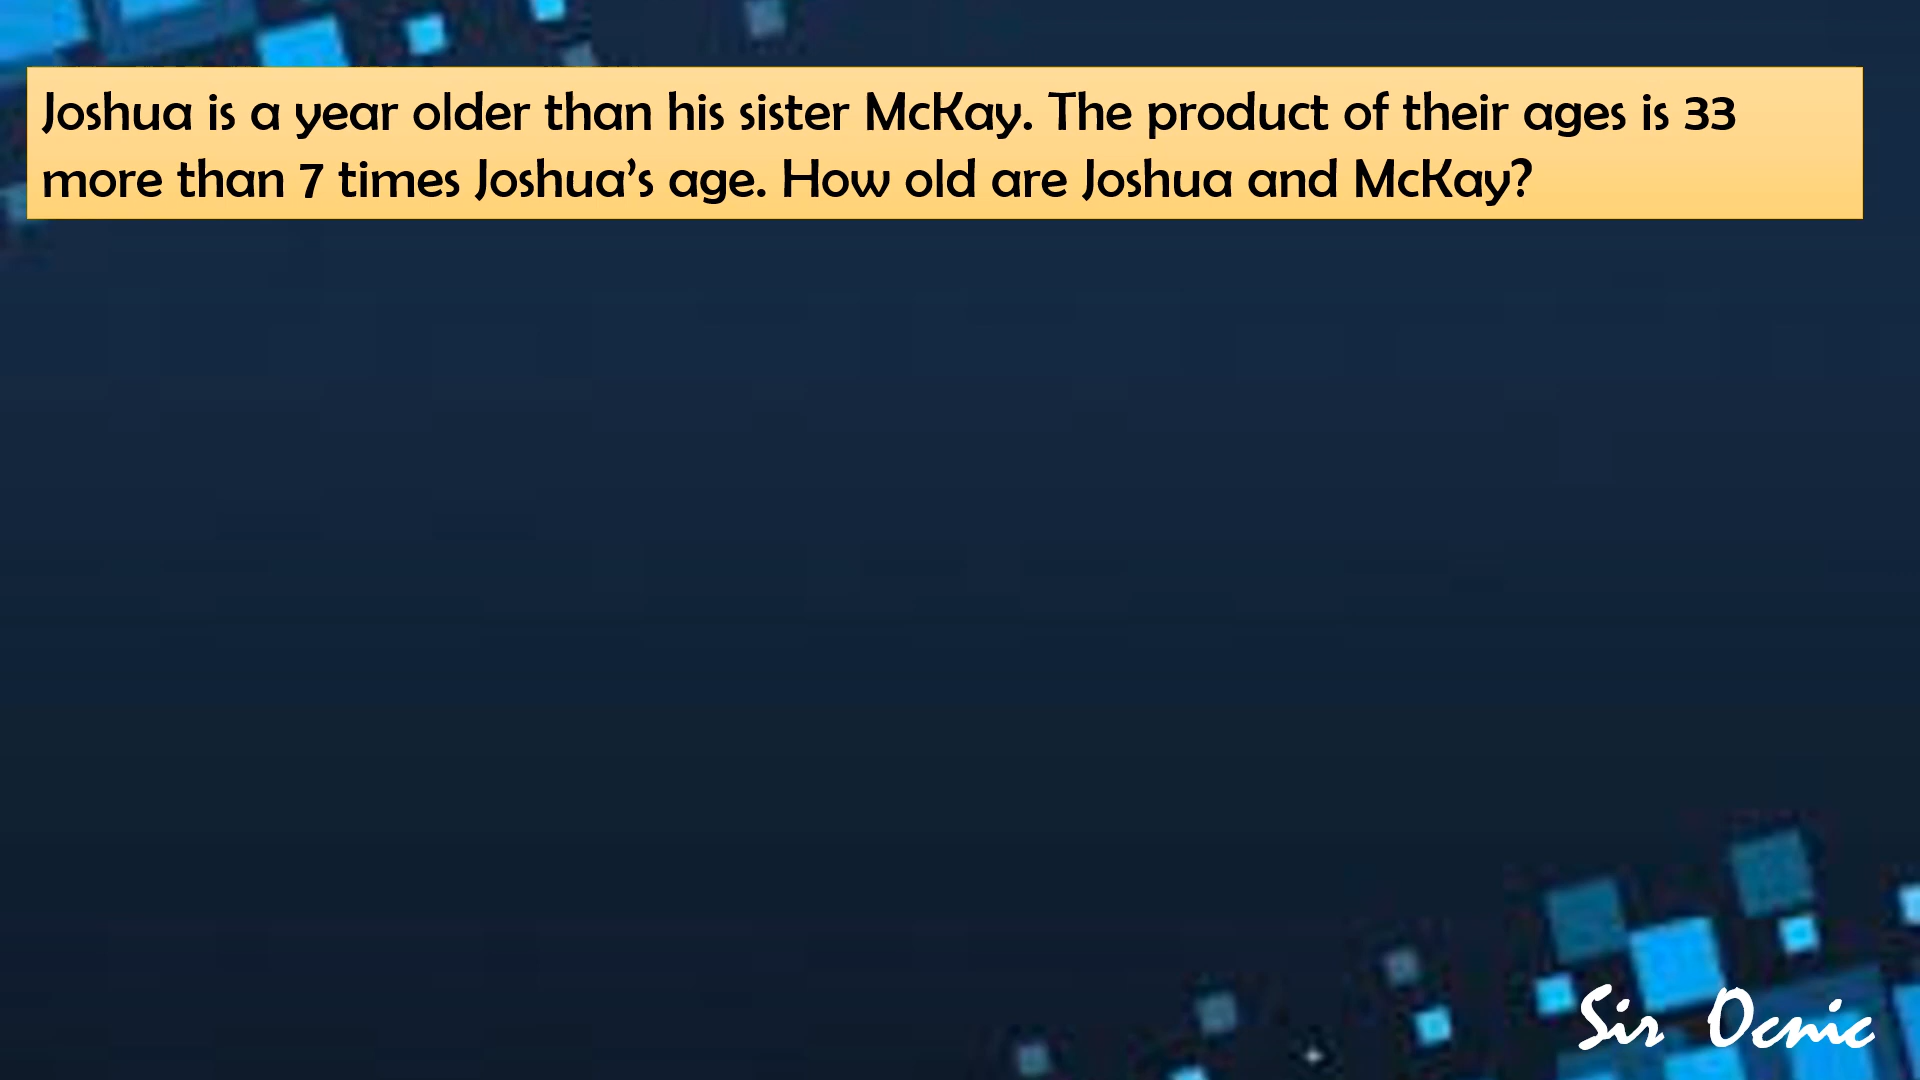 Joshua is a year older than his sister McKay. The product of their ages is 33
more than 7 times Joshua’s age. How old are Joshua and McKay?
Sir Ocnic